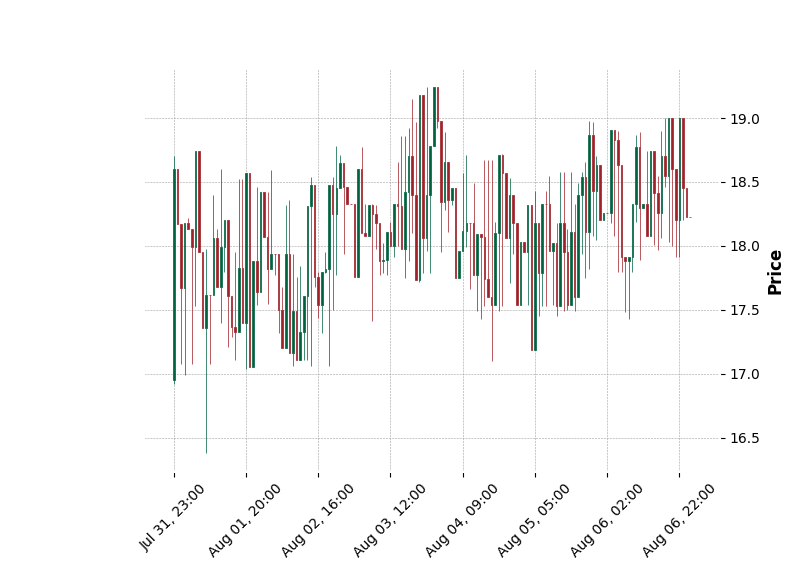 19.0
18.5
18.0
17.5
17.0
16.5
Price
Jul 31, 23:00
Aug 01, 20:00
Aug 02, 16:00
Aug 03, 12:00
Aug 04, 09:00
Aug 05, 05:00
Aug 06, 02:00
Aug 06, 22:00